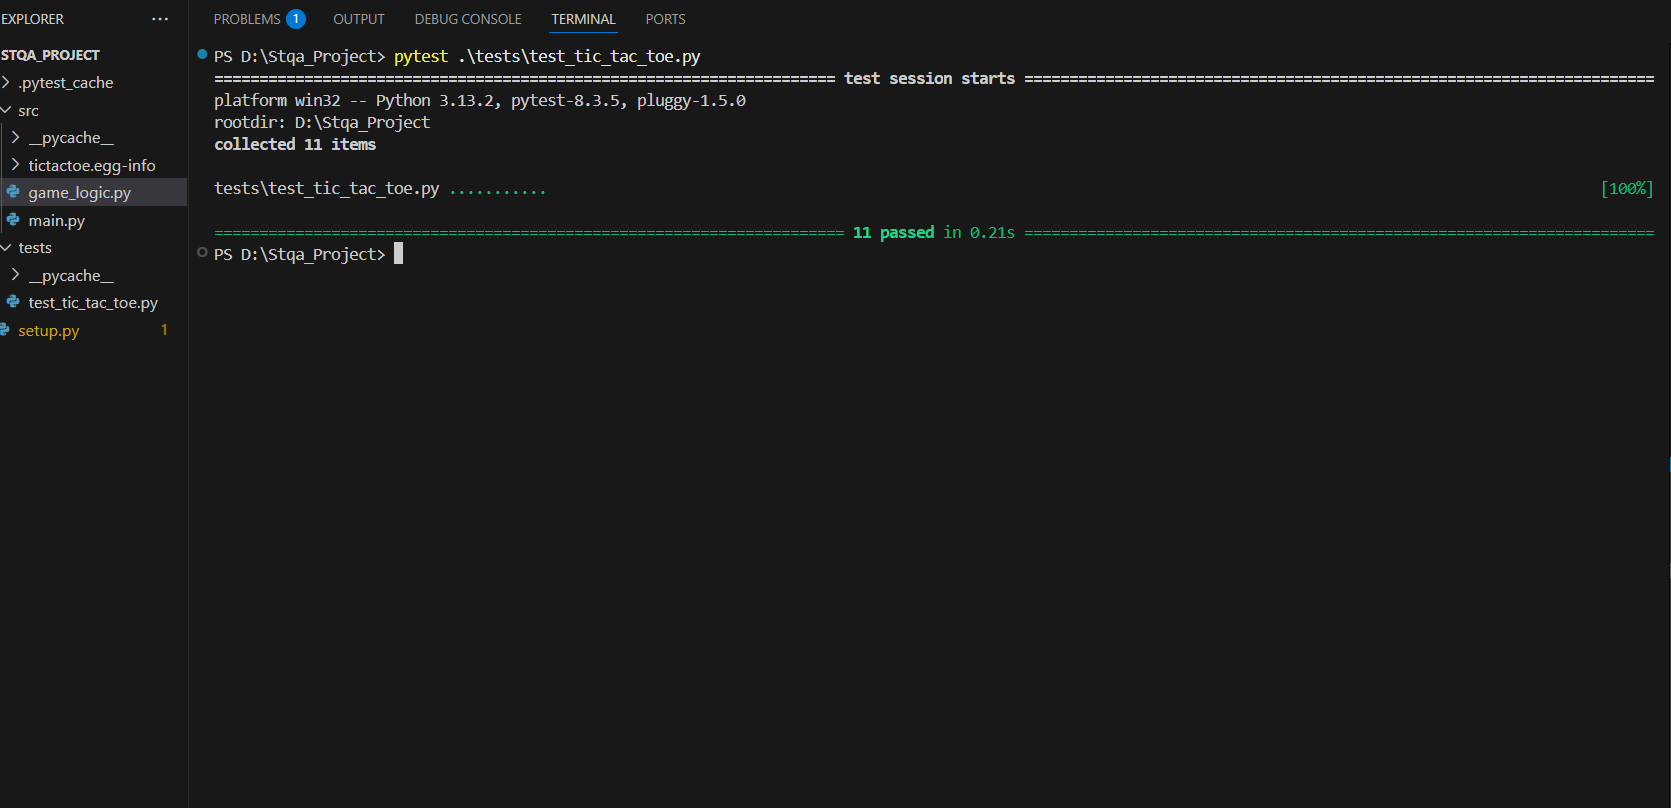 EXPLORER ···
STQA_PROJECT
.pytest_cache
src
__pycache__
tictactoe.egg-info
game_logic.py
main.py
tests
__pycache__
test_tic_tac_toe.py
setup.py 1
PROBLEMS 1 OUTPUT DEBUG CONSOLE TERMINAL PORTS
PS D:\Stqa_Project> pytest .\tests\test_tic_tac_toe.py
===================================================================== test session starts ======================================================================
platform win32 -- Python 3.13.2, pytest-8.3.5, pluggy-1.5.0
rootdir: D:\Stqa_Project
collected 11 items
tests\test_tic_tac_toe.py ........... [100%]
====================================================================== 11 passed in 0.21s ======================================================================
PS D:\Stqa_Project>